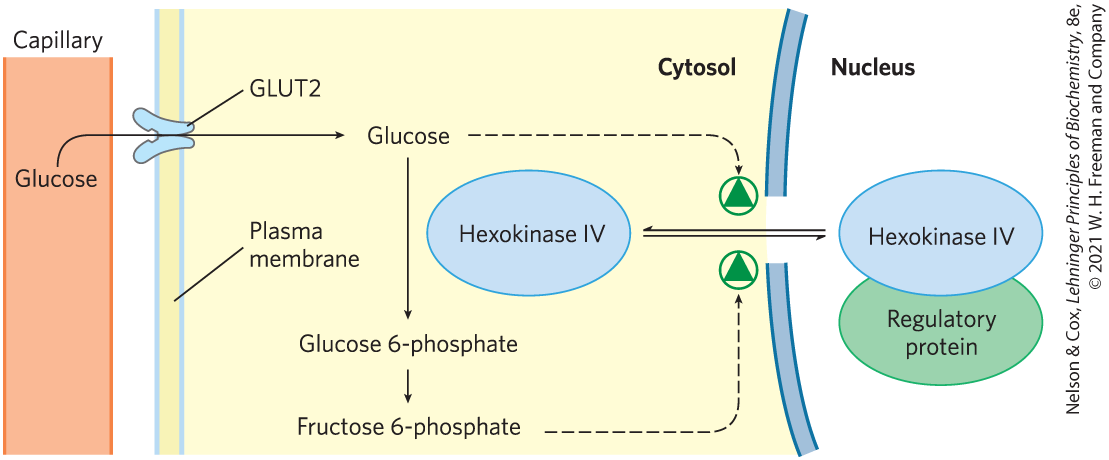 Capillary
GLUT2
Cytosol
Nucleus
Glucose
Glucose
Hexokinase IV
Hexokinase IV
Plasma
membrane
Regulatory
protein
Glucose 6-phosphate
Fructose 6-phosphate
Nelson & Cox, Lehninger Principles of Biochemistry, 8e,
© 2021 W. H. Freeman and Company